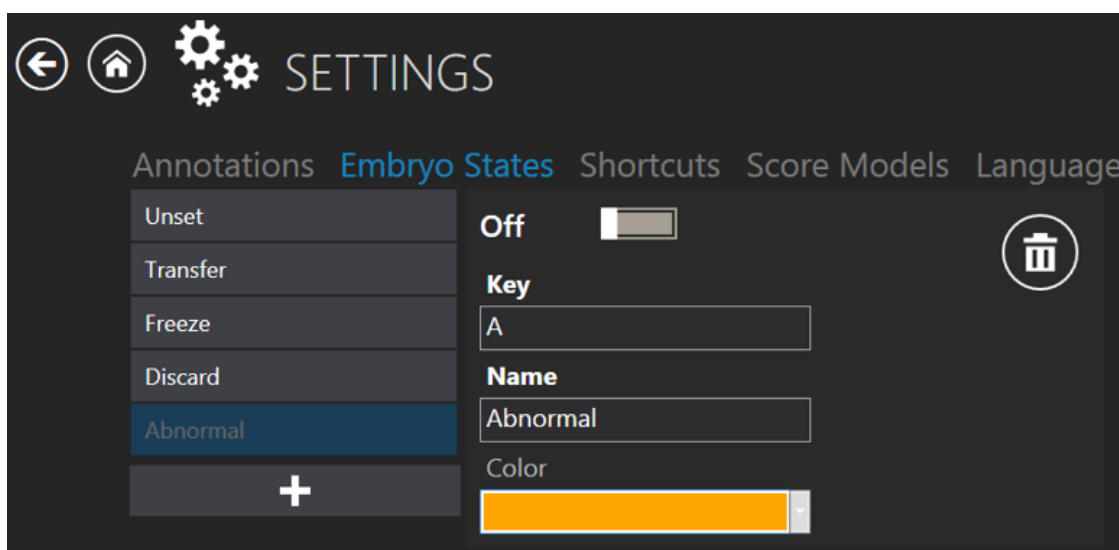 SETTINGS
Annotations Embryo States Shortcuts Score Models Language
Unset
Transfer
Freeze
Discard
Abnormal
Off
Key
A
Name
Abnormal
Color